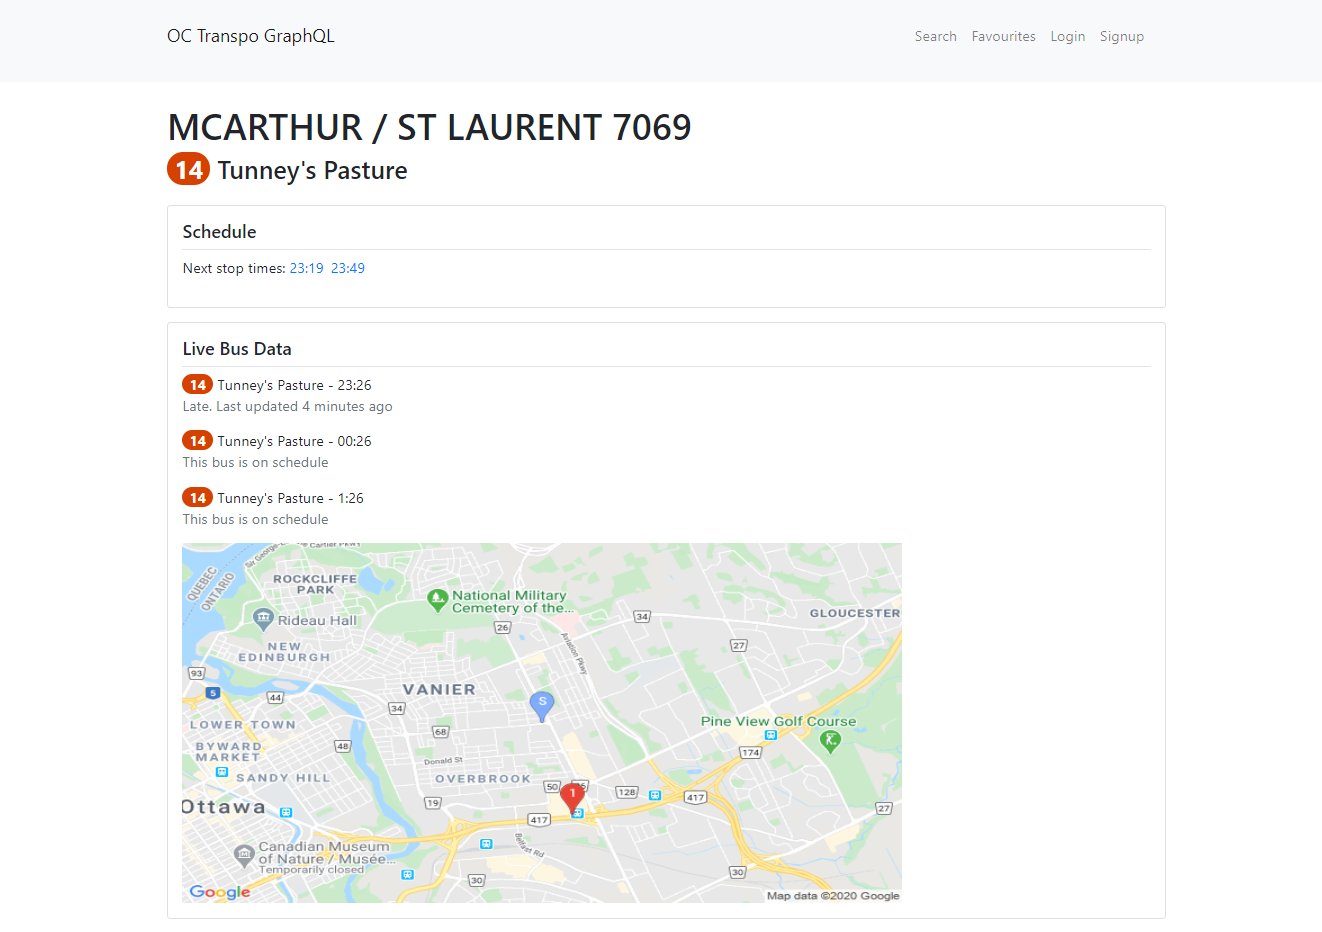 OC Transpo GraphQL
Search Favourites Login Signup
MCARTHUR / ST LAURENT 7069
14 Tunney's Pasture
Schedule
Next stop times: 23:19 23:49
Live Bus Data
14 Tunney's Pasture - 23:26
Late. Last updated 4 minutes ago
14 Tunney's Pasture - 00:26
This bus is on schedule
14 Tunney's Pasture - 1:26
This bus is on schedule
QUEBEC
ONTARIO
ROCKCLIFFE
PARK
National Military
Cemetery of the...
Rideau Hall
26
34
GLOUCESTER
Aviation Pkwy
27
NEW
EDINBURGH
93
5
44
VANIER
34
S
LOWER TOWN
68
Pine View Golf Course
BYWARD
MARKET
48
174
Donald St
SANDY HILL
OVERBROOK
50
128
417
1
Ottawa
19
27
417
Belfast Rd
Canadian Museum
of Nature / Musée...
Temporarily closed
30
30
Google
Map data ©2020 Google